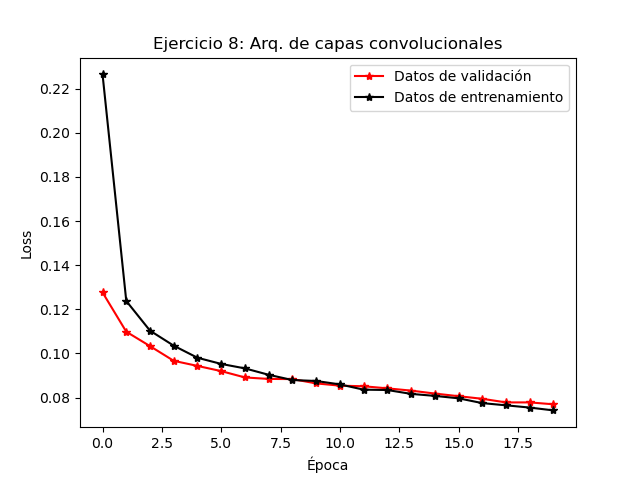 Ejercicio 8: Arq. de capas convolucionales
Datos de validación
Datos de entrenamiento
0.22
0.20
0.18
0.16
0.14
0.12
0.10
0.08
Loss
0.0 2.5 5.0 7.5 10.0 12.5 15.0 17.5
Época